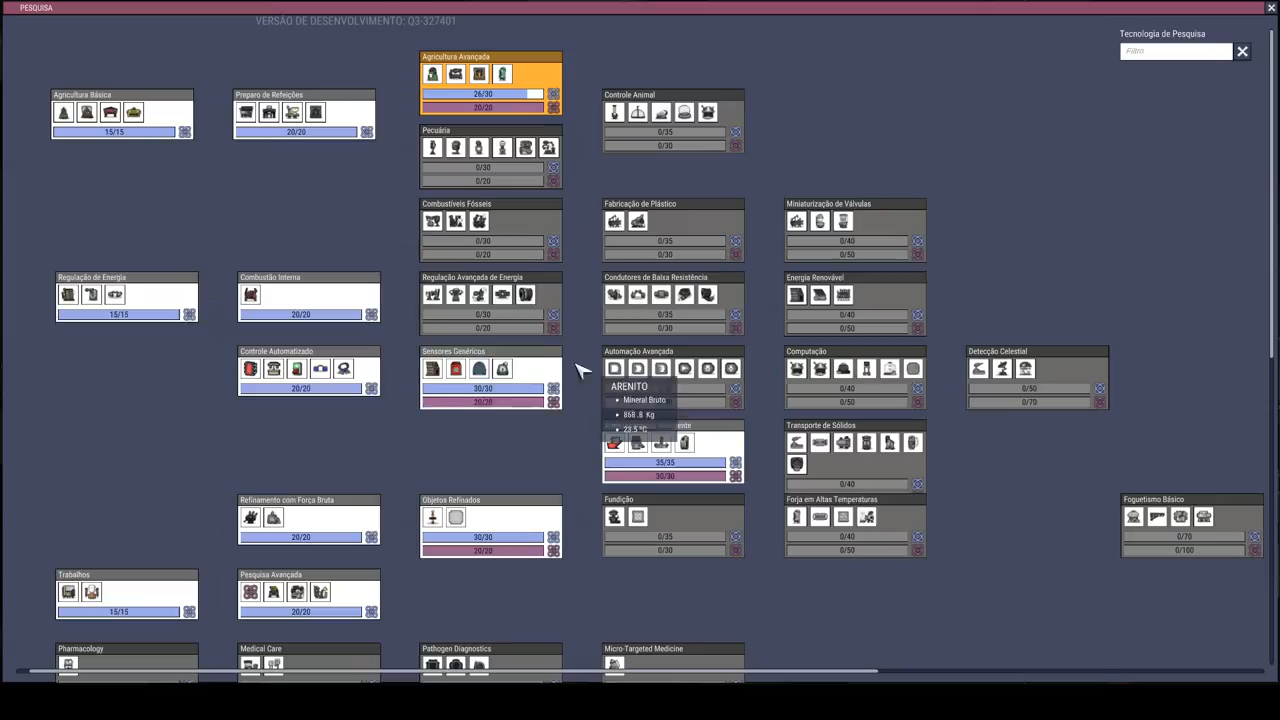 PESQUISA
VERSÃO DE DESENVOLVIMENTO: Q3-327401
Tecnologia de Pesquisa
Filtro
Agricultura Avançada
26/30
20/20
Agricultura Básica
15/15
Preparo de Refeições
20/20
Controle Animal
0/35
0/30
Pecuária
0/30
0/20
Combustíveis Fósseis
0/30
0/20
Fabricação de Plástico
0/35
0/30
Miniaturização de Válvulas
0/40
0/50
Regulação de Energia
15/15
Combustão Interna
20/20
Regulação Avançada de Energia
0/30
0/20
Condutores de Baixa Resistência
0/35
0/30
Energia Renovável
0/40
0/50
Controle Automatizado
20/20
Sensores Genéricos
30/30
20/20
Automação Avançada
ARENITO
Mineral Bruto
868.8 Kg
23.5 ºC
Computação
0/40
0/50
Detecção Celestial
0/50
0/70
35/35
30/30
Transporte de Sólidos
0/40
Refinamento com Força Bruta
20/20
Objetos Refinados
30/30
20/20
Fundição
0/35
0/30
Forja em Altas Temperaturas
0/40
0/50
Foguetismo Básico
0/70
0/100
Trabalhos
15/15
Pesquisa Avançada
20/20
Pharmacology
Medical Care
Pathogen Diagnostics
Micro-Targeted Medicine